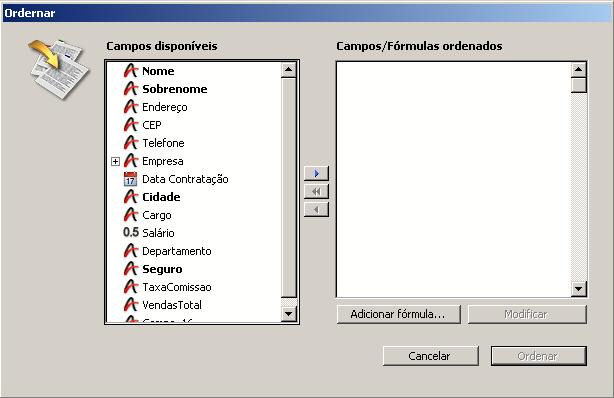 Ordernar
Campos disponíveis
Campos/Fórmulas ordenados
Nome
Sobrenome
Endereço
CEP
Telefone
Empresa
17 Data Contratação
Cidade
Cargo
0.5 Salário
Departamento
Seguro
TaxaComissao
VendasTotal
Adicionar fórmula...
Modificar
Cancelar
Ordenar